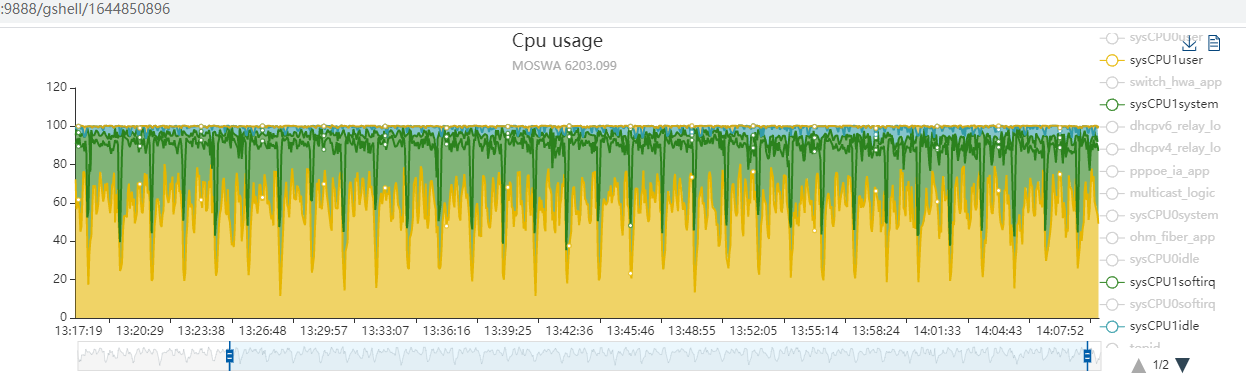 :9888/gshell/1644850896
Cpu usage
MOSWA 6203.099
120
100
80
60
40
20
0
13:17:19 13:20:29 13:23:38 13:26:48 13:29:57 13:33:07 13:36:16 13:39:25 13:42:36 13:45:46 13:48:55 13:52:05 13:55:14 13:58:24 14:01:33 14:04:43 14:07:52
sysCPU0user
sysCPU1user
switch_hwa_app
sysCPU1system
dhcpv6_relay_lo
dhcpv4_relay_lo
pppoe_ia_app
multicast_logic
sysCPU0system
ohm_fiber_app
sysCPU0idle
sysCPU1softirq
sysCPU0softirq
sysCPU1idle
1/2